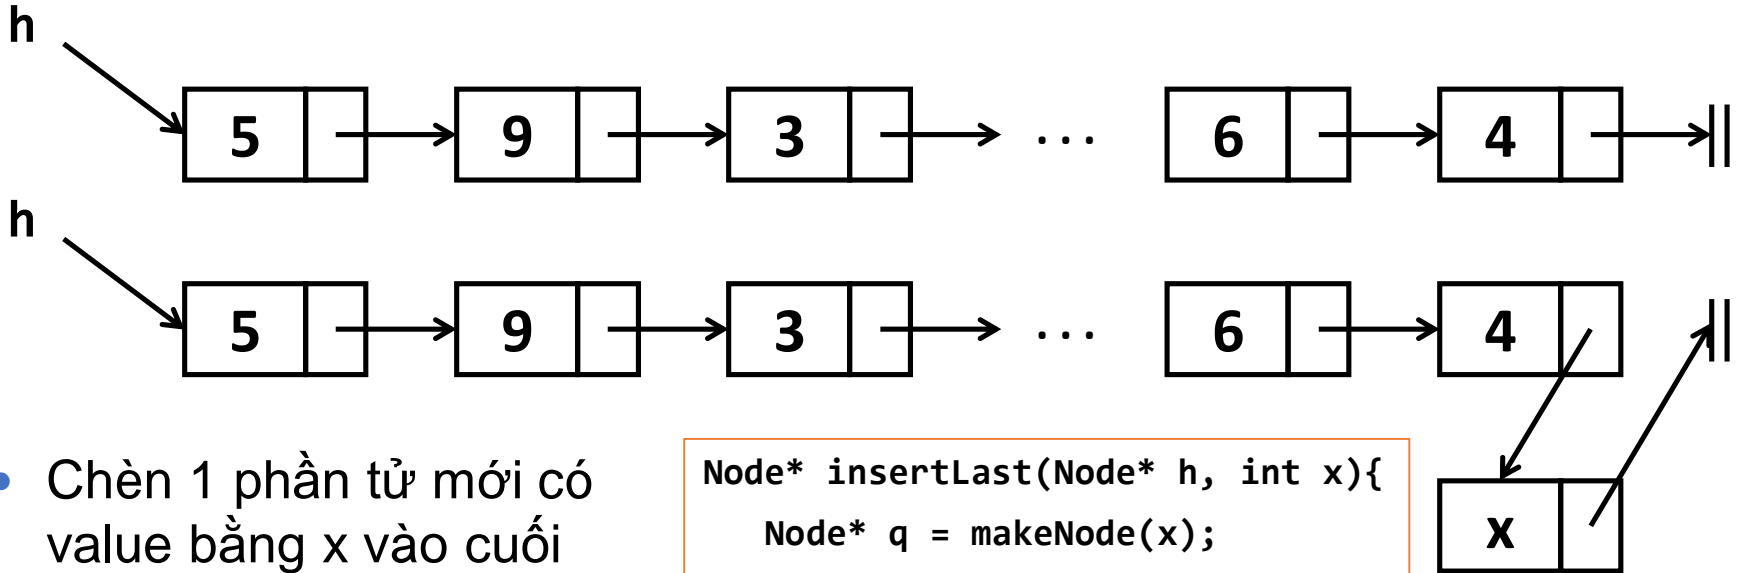 h
5 9 3 ... 6 4
h
5 9 3 ... 6 4
• Chèn 1 phần tử mới có
value bằng x vào cuối
Node* insertLast(Node* h, int x){
Node* q = makeNode(x);
x